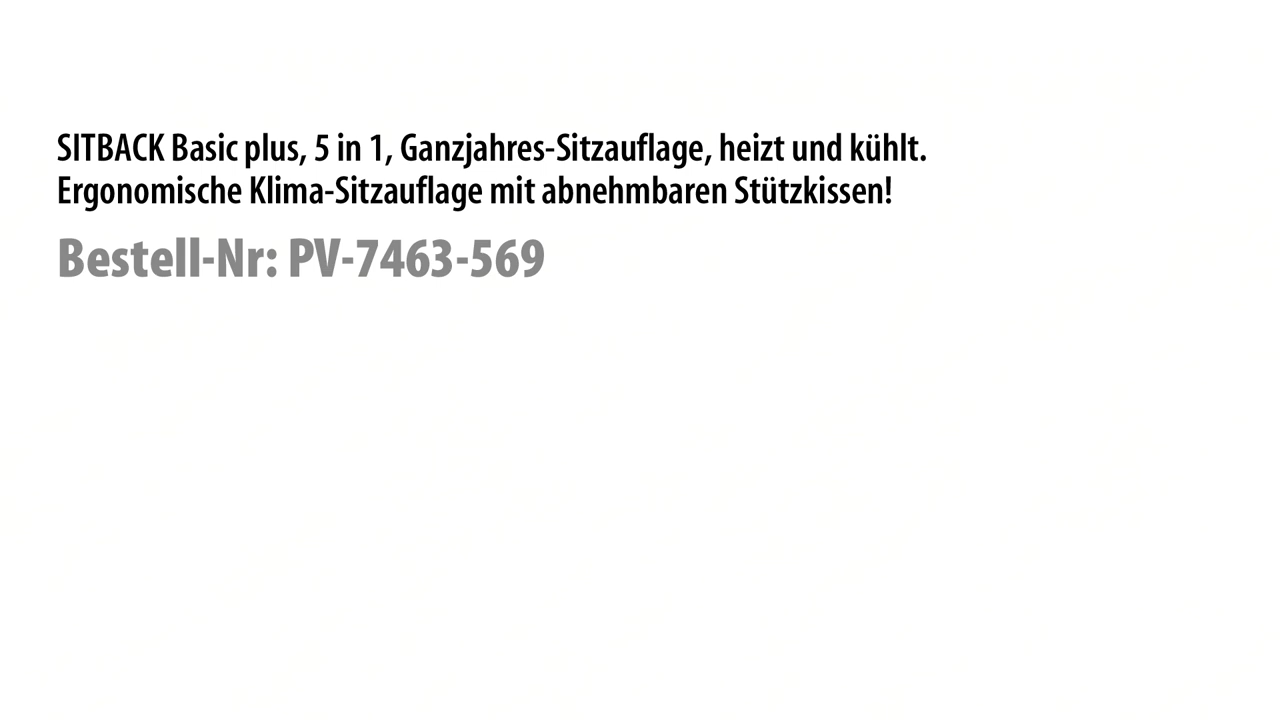 SITBACK Basic plus, 5 in 1, Ganzjahres-Sitzauflage, heizt und kühlt.
Ergonomische Klima-Sitzauflage mit abnehmbaren Stützkissen!
Bestell-Nr: PV-7463-569